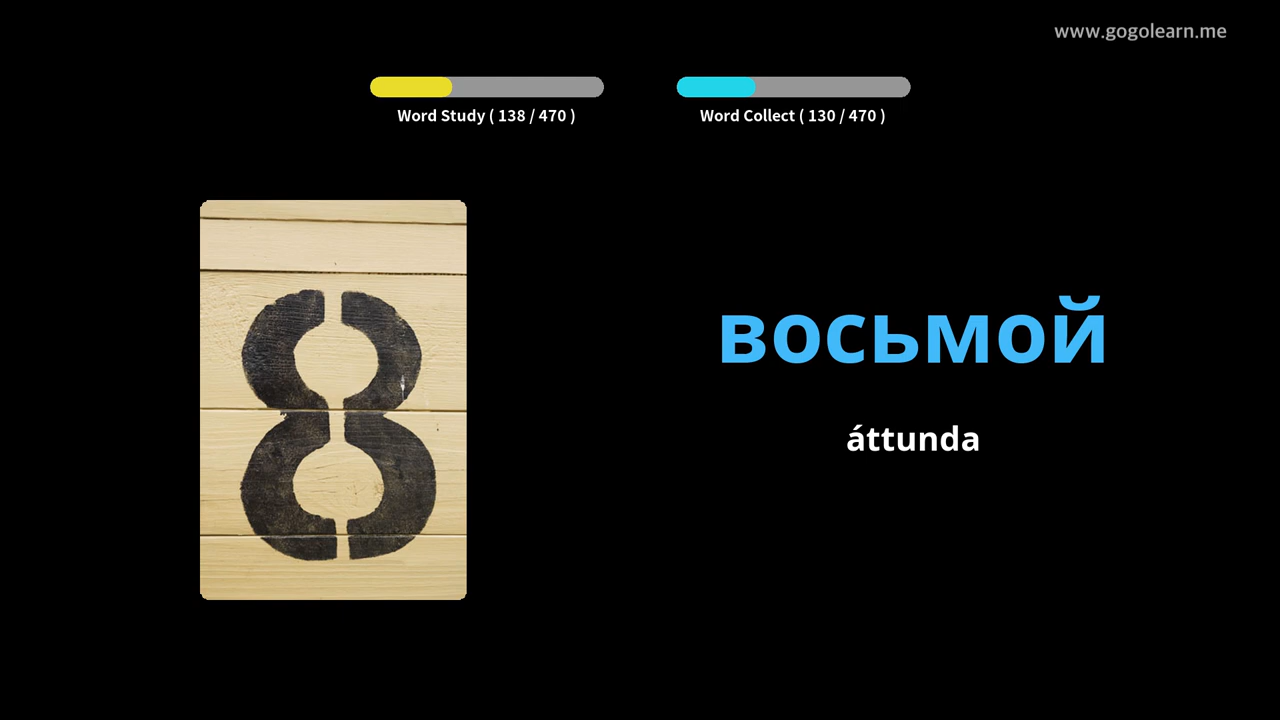 www.gogolearn.me
Word Study ( 138 / 470 )
Word Collect ( 130 / 470 )
8
восьмой
áttunda